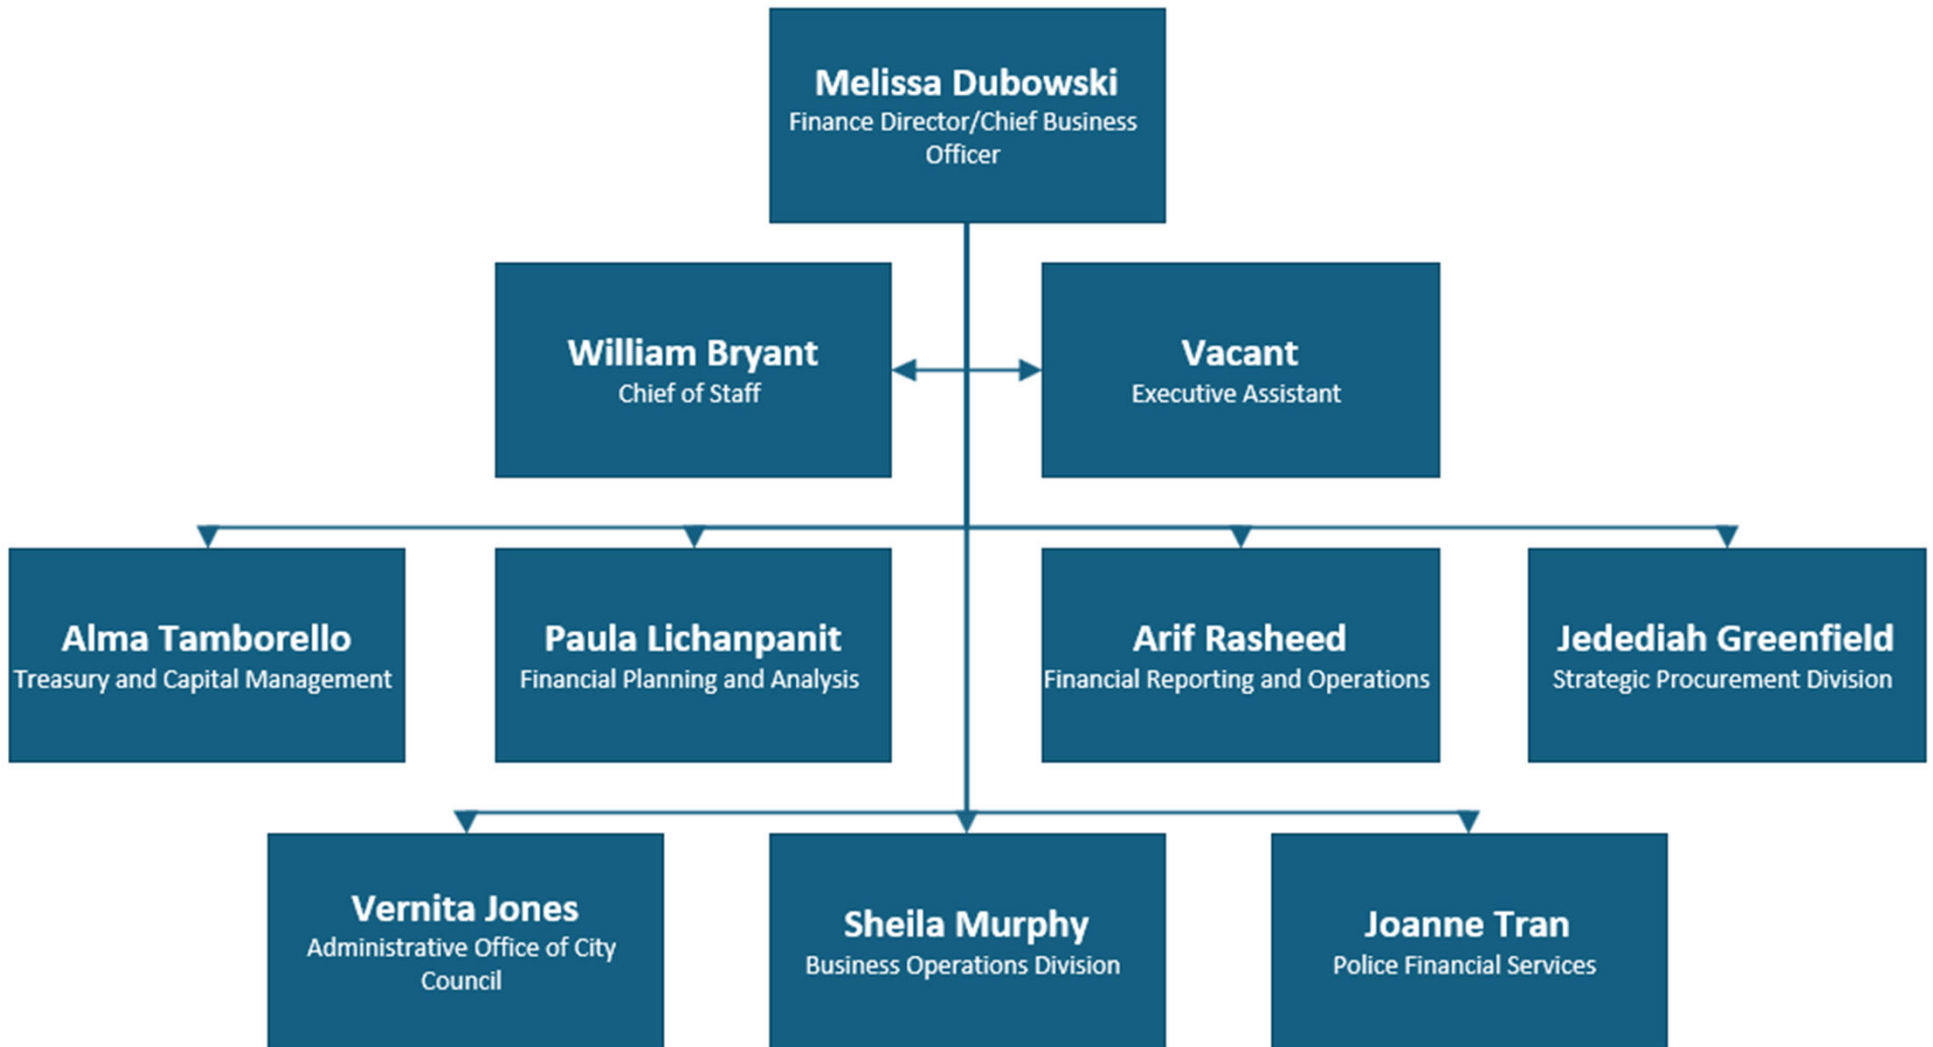 Melissa Dubowski
Finance Director/Chief Business
Officer
William Bryant
Chief of Staff
Vacant
Executive Assistant
Alma Tamborello
Treasury and Capital Management
Paula Lichanpanit
Financial Planning and Analysis
Arif Rasheed
Financial Reporting and Operations
Jedediah Greenfield
Strategic Procurement Division
Vernita Jones
Administrative Office of City
Council
Sheila Murphy
Business Operations Division
Joanne Tran
Police Financial Services